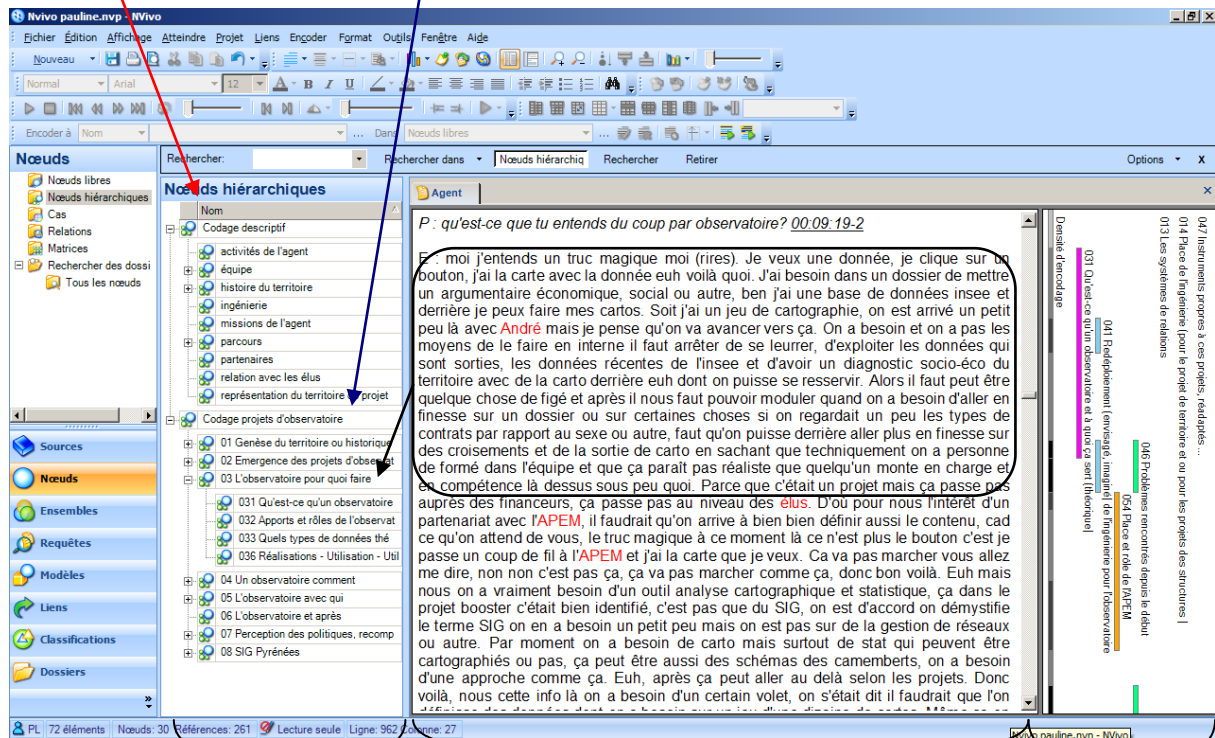 Nvivo pauline.nvp - NVivo
Fichier Édition Affichage Atteindre Projet Liens Encoder Format Outils Fenêtre Aide
Nouveau
Normal Arial 12 A B I U
Encoder à Nom ... Dans Nœuds libres ...
Nœuds
Rechercher: Rechercher dans Nœuds hiérarchiq Rechercher Retirer Options x
Nœuds libres
Nœuds hiérarchiques
Cas
Relations
Matrices
Rechercher des dossi
Tous les nœuds
Sources
Nœuds
Ensembles
Requêtes
Modèles
Liens
Classifications
Dossiers
Nœuds hiérarchiques
Nom
Codage descriptif
activités de l'agent
équipe
histoire du territoire
ingénierie
missions de l'agent
parcours
partenaires
relation avec les élus
représentation du territoire projet
Codage projets d'observatoire
01 Genèse du territoire ou historique
02 Emergence des projets d'observat
03 L'observatoire pour quoi faire
031 Qu'est-ce qu'un observatoire
032 Apports et rôles de l'observat
033 Quels types de données thé
036 Réalisations - Utilisation - Util
04 Un observatoire comment
05 L'observatoire avec qui
06 L'observatoire et après
07 Perception des politiques, recomp
08 SIG Pyrénées
Agent
P : qu'est-ce que tu entends du coup par observatoire? 00:09:19-2
E : moi j'entends un truc magique moi (rires). Je veux une donnée, je clique sur un
bouton, j'ai la carte avec la donnée euh voilà quoi. J'ai besoin dans un dossier de mettre
un argumentaire économique, social ou autre, ben j'ai une base de données insee et
derrière je peux faire mes cartos. Soit j'ai un jeu de cartographie, on est arrivé un petit
peu là avec André mais je pense qu'on va avancer vers ça. On a besoin et on a pas les
moyens de le faire en interne il faut arrêter de se leurrer, d'exploiter les données qui
sont sorties, les données récentes de l'insee et d'avoir un diagnostic socio-éco du
territoire avec de la carto derrière euh dont on puisse se resservir. Alors il faut peut être
quelque chose de figé et après il nous faut pouvoir moduler quand on a besoin d'aller en
finesse sur un dossier ou sur certaines choses si on regardait un peu les types de
contrats par rapport au sexe ou autre, faut qu'on puisse derrière aller plus en finesse sur
des croisements et de la sortie de carto en sachant que techniquement on a personne
de formé dans l'équipe et que ça paraît pas réaliste que quelqu'un monte en charge et
en compétence là dessus sous peu quoi. Parce que c'était un projet mais ça passe pas
auprès des financeurs, ça passe pas au niveau des élus. D'où pour nous l'intérêt d'un
partenariat avec l'APEM, il faudrait qu'on arrive à bien bien définir aussi le contenu, cad
ce qu'on attend de vous, le truc magique à ce moment là ce n'est plus le bouton c'est je
passe un coup de fil à l'APEM et j'ai la carte que je veux. Ca va pas marcher vous allez
me dire, non non c'est pas ça, ça va pas marcher comme ça, donc bon voilà. Euh mais
nous on a vraiment besoin d'un outil analyse cartographique et statistique, ça dans le
projet booster c'était bien identifié, c'est pas que du SIG, on est d'accord on démystifie
le terme SIG on en a besoin un petit peu mais on est pas sur de la gestion de réseaux
ou autre. Par moment on a besoin de carto mais surtout de stat qui peuvent être
cartographiés ou pas, ça peut être aussi des schémas des camemberts, on a besoin
d'une approche comme ça. Euh, après ça peut aller au delà selon les projets. Donc
voilà, nous cette info là on a besoin d'un certain volet, on s'était dit il faudrait que l'on
définisse des données dont on a besoin sur un jeu d'une dizaine de cartes. Même ça on
047 Instruments propres à ces projets, réadaptés...
014 Place de l'ingénierie (pour le projet de territoire et ou pour les projets des structures)
013 Les systèmes de relations
046 Problèmes rencontrés depuis le début
054 Place et rôle de l'APEM
041 Redéploiement (envisagé, imaginé) de l'ingénierie pour l'observatoire
031 Qu'est-ce qu'un observatoire et à quoi ça sert (théorique)
Densité d'encodage
PL 72 éléments Nœuds: 30 Références: 261 Lecture seule Ligne: 962 Colonne: 27
Nvivo pauline.nvp - NVivo